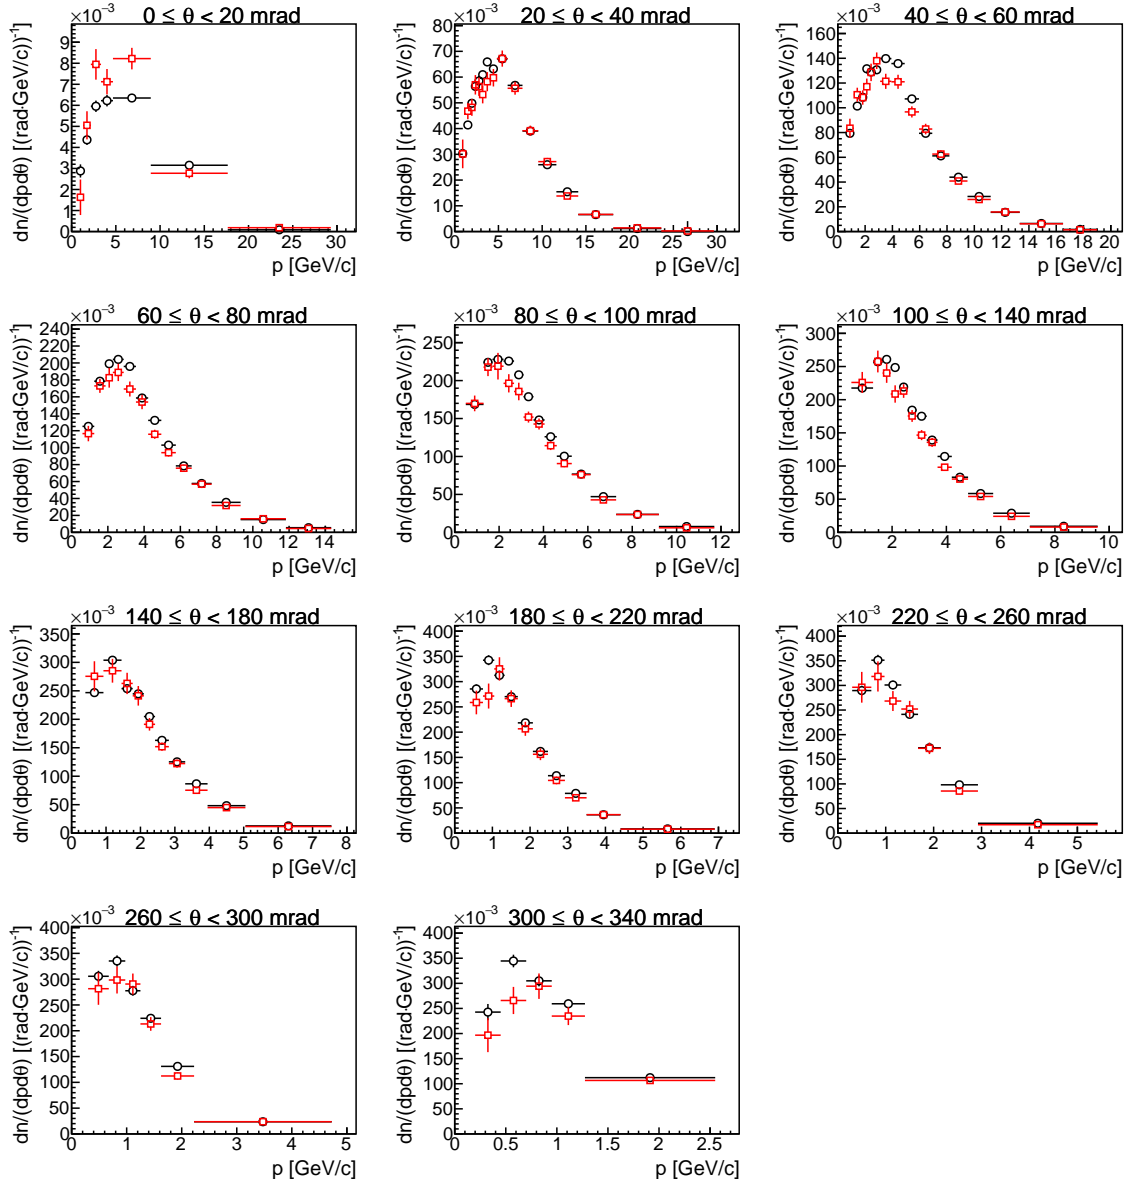 ×10⁻³ 0 ≤ θ < 20 mrad
dn/(dpdθ) [(rad·GeV/c))⁻¹]
9
8
7
6
5
4
3
2
1
0
0 5 10 15 20 25 30
p [GeV/c]
×10⁻³ 20 ≤ θ < 40 mrad
dn/(dpdθ) [(rad·GeV/c))⁻¹]
80
70
60
50
40
30
20
10
0
0 5 10 15 20 25 30
p [GeV/c]
×10⁻³ 40 ≤ θ < 60 mrad
dn/(dpdθ) [(rad·GeV/c))⁻¹]
160
140
120
100
80
60
40
20
0
0 2 4 6 8 10 12 14 16 18 20
p [GeV/c]
×10⁻³ 60 ≤ θ < 80 mrad
dn/(dpdθ) [(rad·GeV/c))⁻¹]
240
220
200
180
160
140
120
100
80
60
40
20
0
0 2 4 6 8 10 12 14
p [GeV/c]
×10⁻³ 80 ≤ θ < 100 mrad
dn/(dpdθ) [(rad·GeV/c))⁻¹]
250
200
150
100
50
0
0 2 4 6 8 10 12
p [GeV/c]
×10⁻³ 100 ≤ θ < 140 mrad
dn/(dpdθ) [(rad·GeV/c))⁻¹]
300
250
200
150
100
50
0
0 2 4 6 8 10
p [GeV/c]
×10⁻³ 140 ≤ θ < 180 mrad
dn/(dpdθ) [(rad·GeV/c))⁻¹]
350
300
250
200
150
100
50
0
0 1 2 3 4 5 6 7 8
p [GeV/c]
×10⁻³ 180 ≤ θ < 220 mrad
dn/(dpdθ) [(rad·GeV/c))⁻¹]
400
350
300
250
200
150
100
50
0
0 1 2 3 4 5 6 7
p [GeV/c]
×10⁻³ 220 ≤ θ < 260 mrad
dn/(dpdθ) [(rad·GeV/c))⁻¹]
400
350
300
250
200
150
100
50
0
0 1 2 3 4 5
p [GeV/c]
×10⁻³ 260 ≤ θ < 300 mrad
dn/(dpdθ) [(rad·GeV/c))⁻¹]
400
350
300
250
200
150
100
50
0
0 1 2 3 4 5
p [GeV/c]
×10⁻³ 300 ≤ θ < 340 mrad
dn/(dpdθ) [(rad·GeV/c))⁻¹]
400
350
300
250
200
150
100
50
0
0 0.5 1 1.5 2 2.5
p [GeV/c]